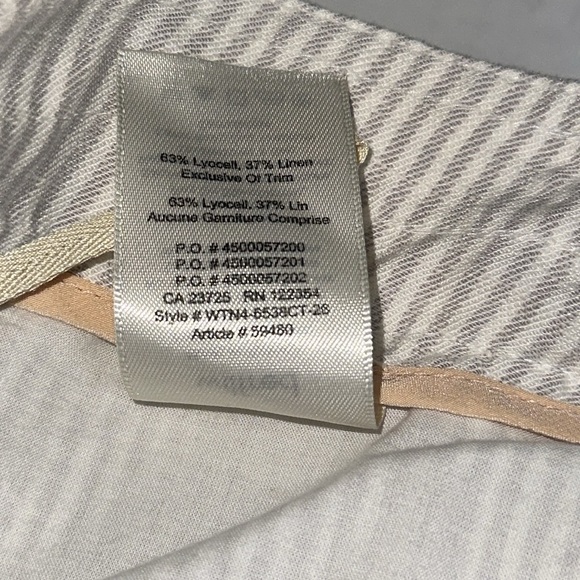 63% Lyocell, 37% Linen
Exclusive Of Trim
63% Lyocell, 37% Lin
Aucune Garniture Comprise
P.O. # 4500057200
P.O. # 4500057201
P.O. # 4500057202
CA 23725 RN 122354
Style # WTN4-5538CT-28
Article # 59480